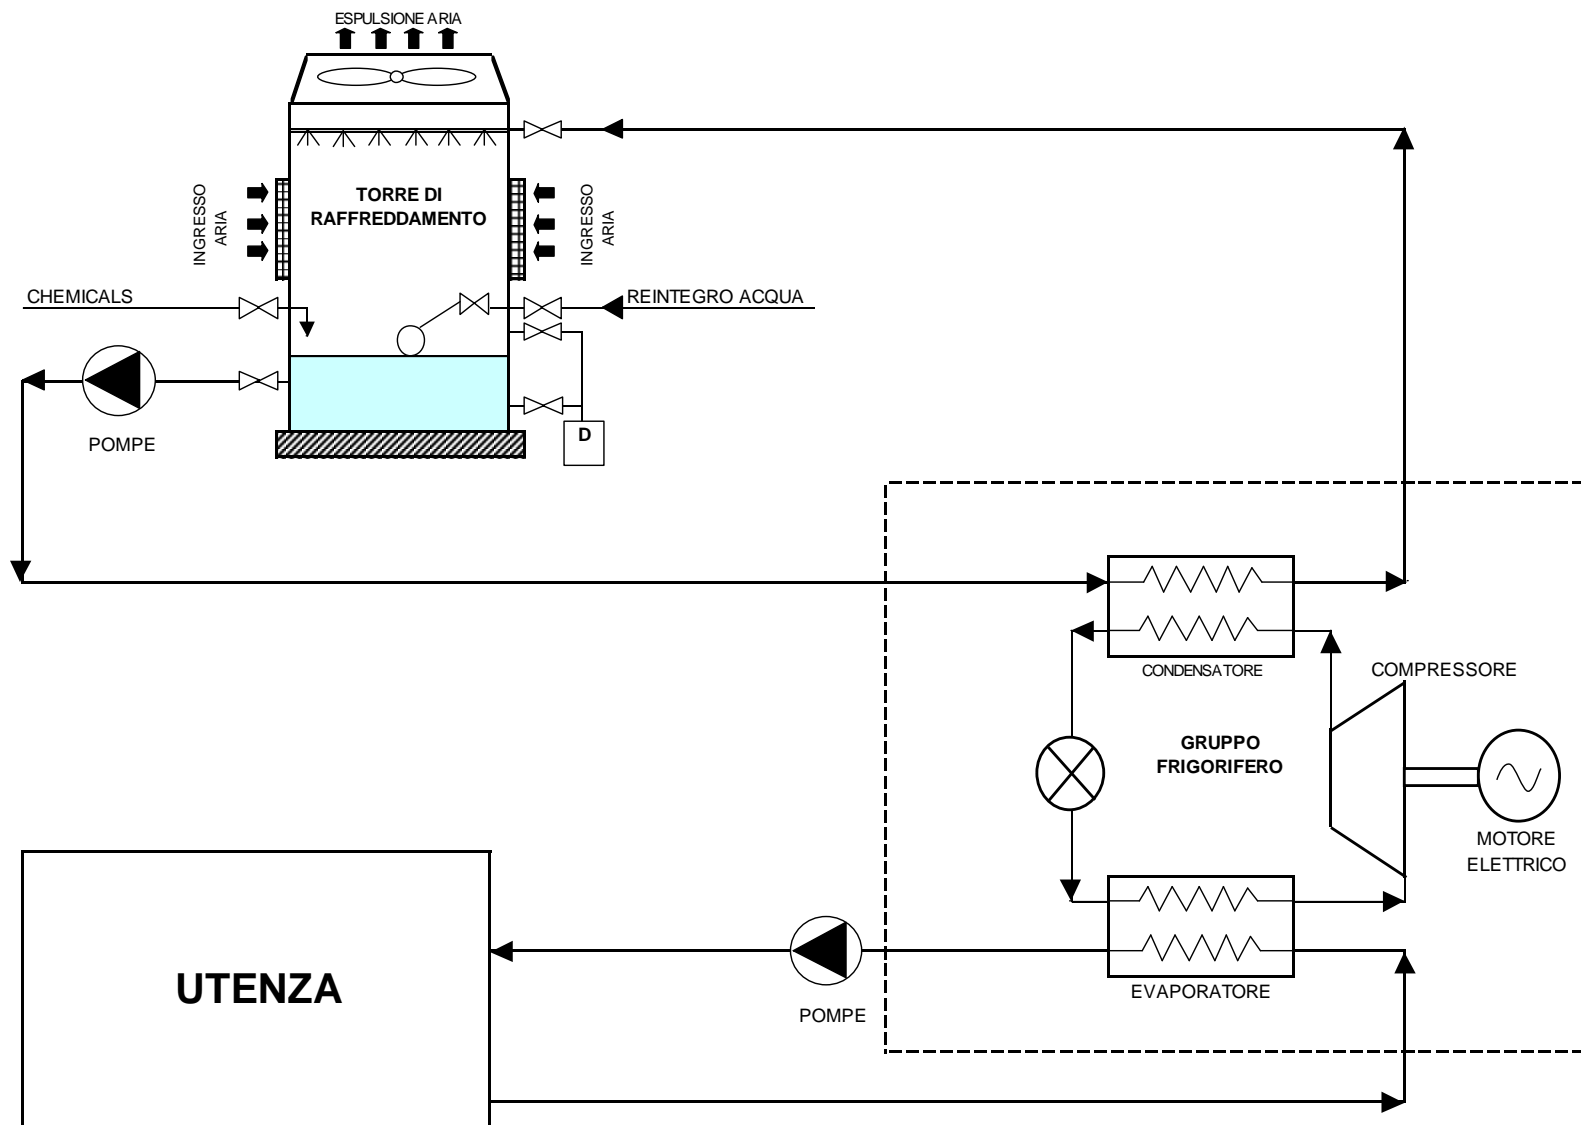 ESPULSIONE ARIA
TORRE DI
RAFFREDDAMENTO
INGRESSO
ARIA
INGRESSO
ARIA
CHEMICALS
REINTEGRO ACQUA
D
POMPE
CONDENSATORE
COMPRESSORE
GRUPPO
FRIGORIFERO
MOTORE
ELETTRICO
UTENZA
EVAPORATORE
POMPE